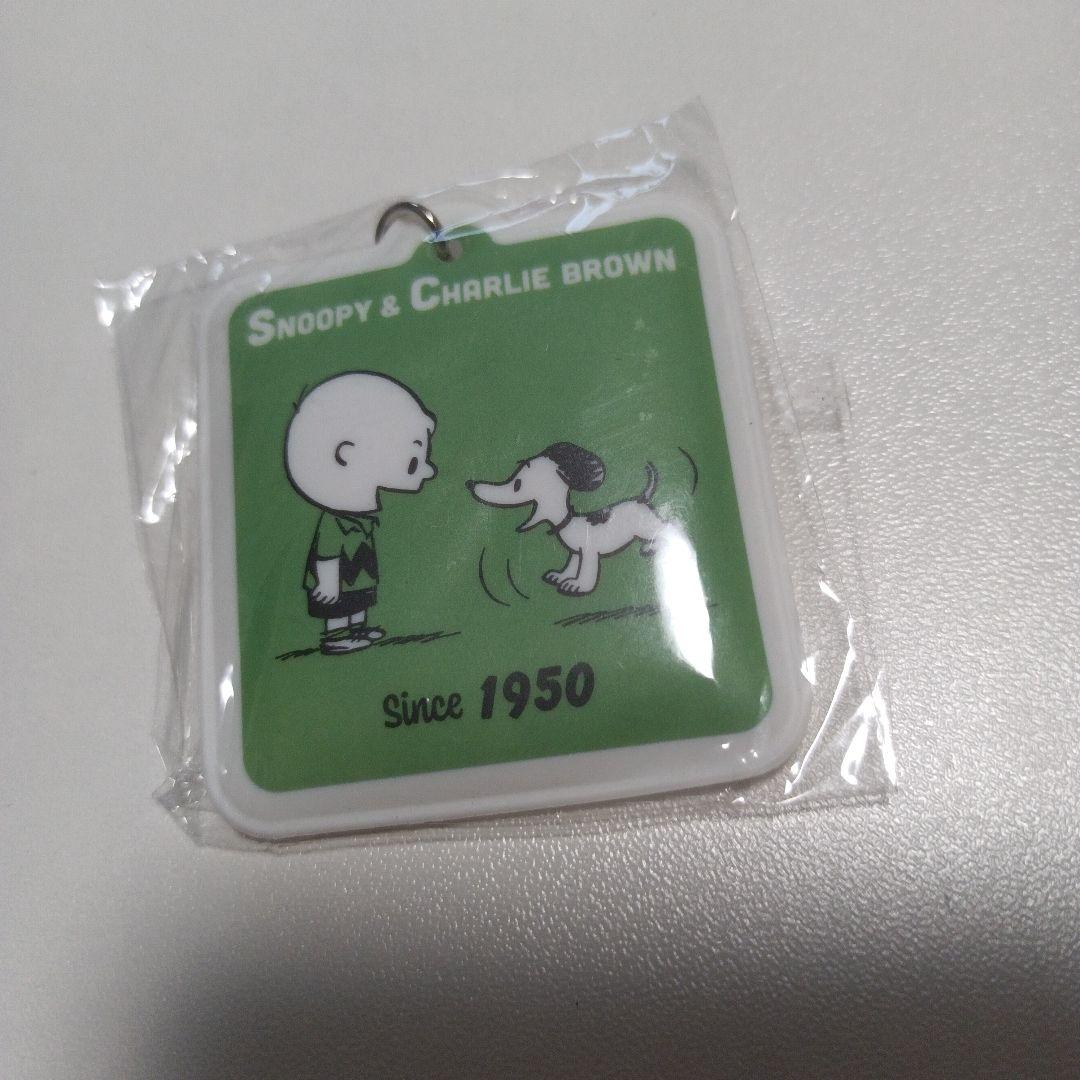 SNOOPY & CHARLIE BROWN
Since 1950